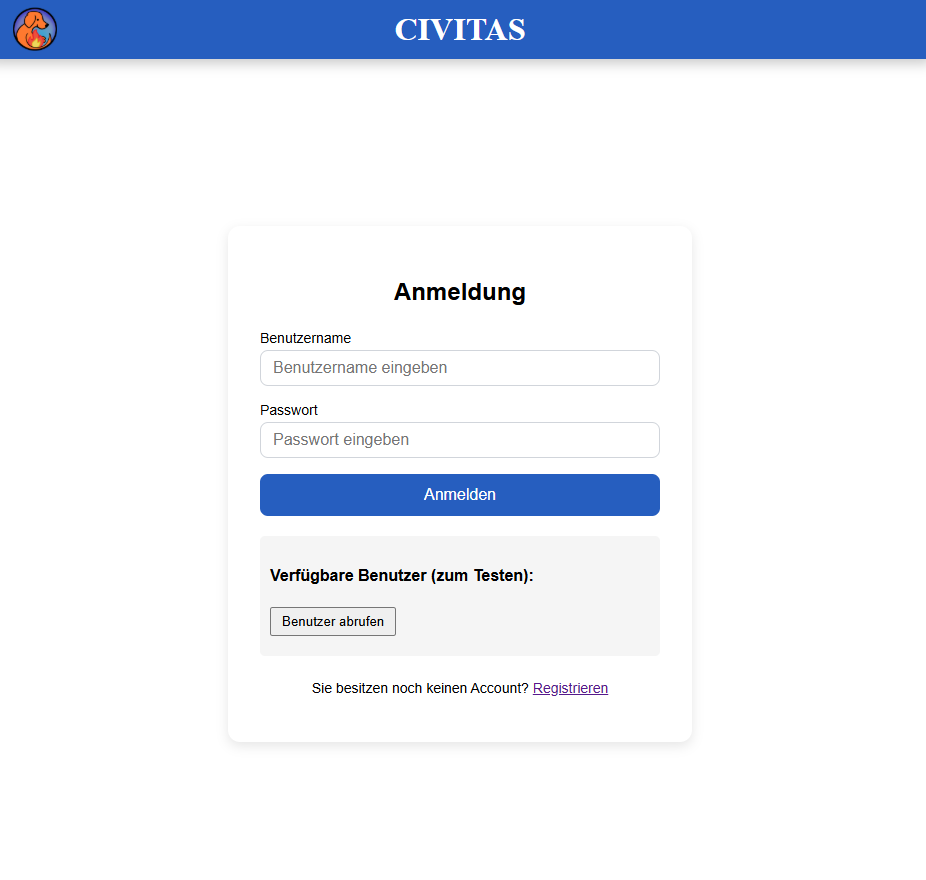 CIVITAS
Anmeldung
Benutzername
Benutzername eingeben
Passwort
Passwort eingeben
Anmelden
Verfügbare Benutzer (zum Testen):
Benutzer abrufen
Sie besitzen noch keinen Account? Registrieren